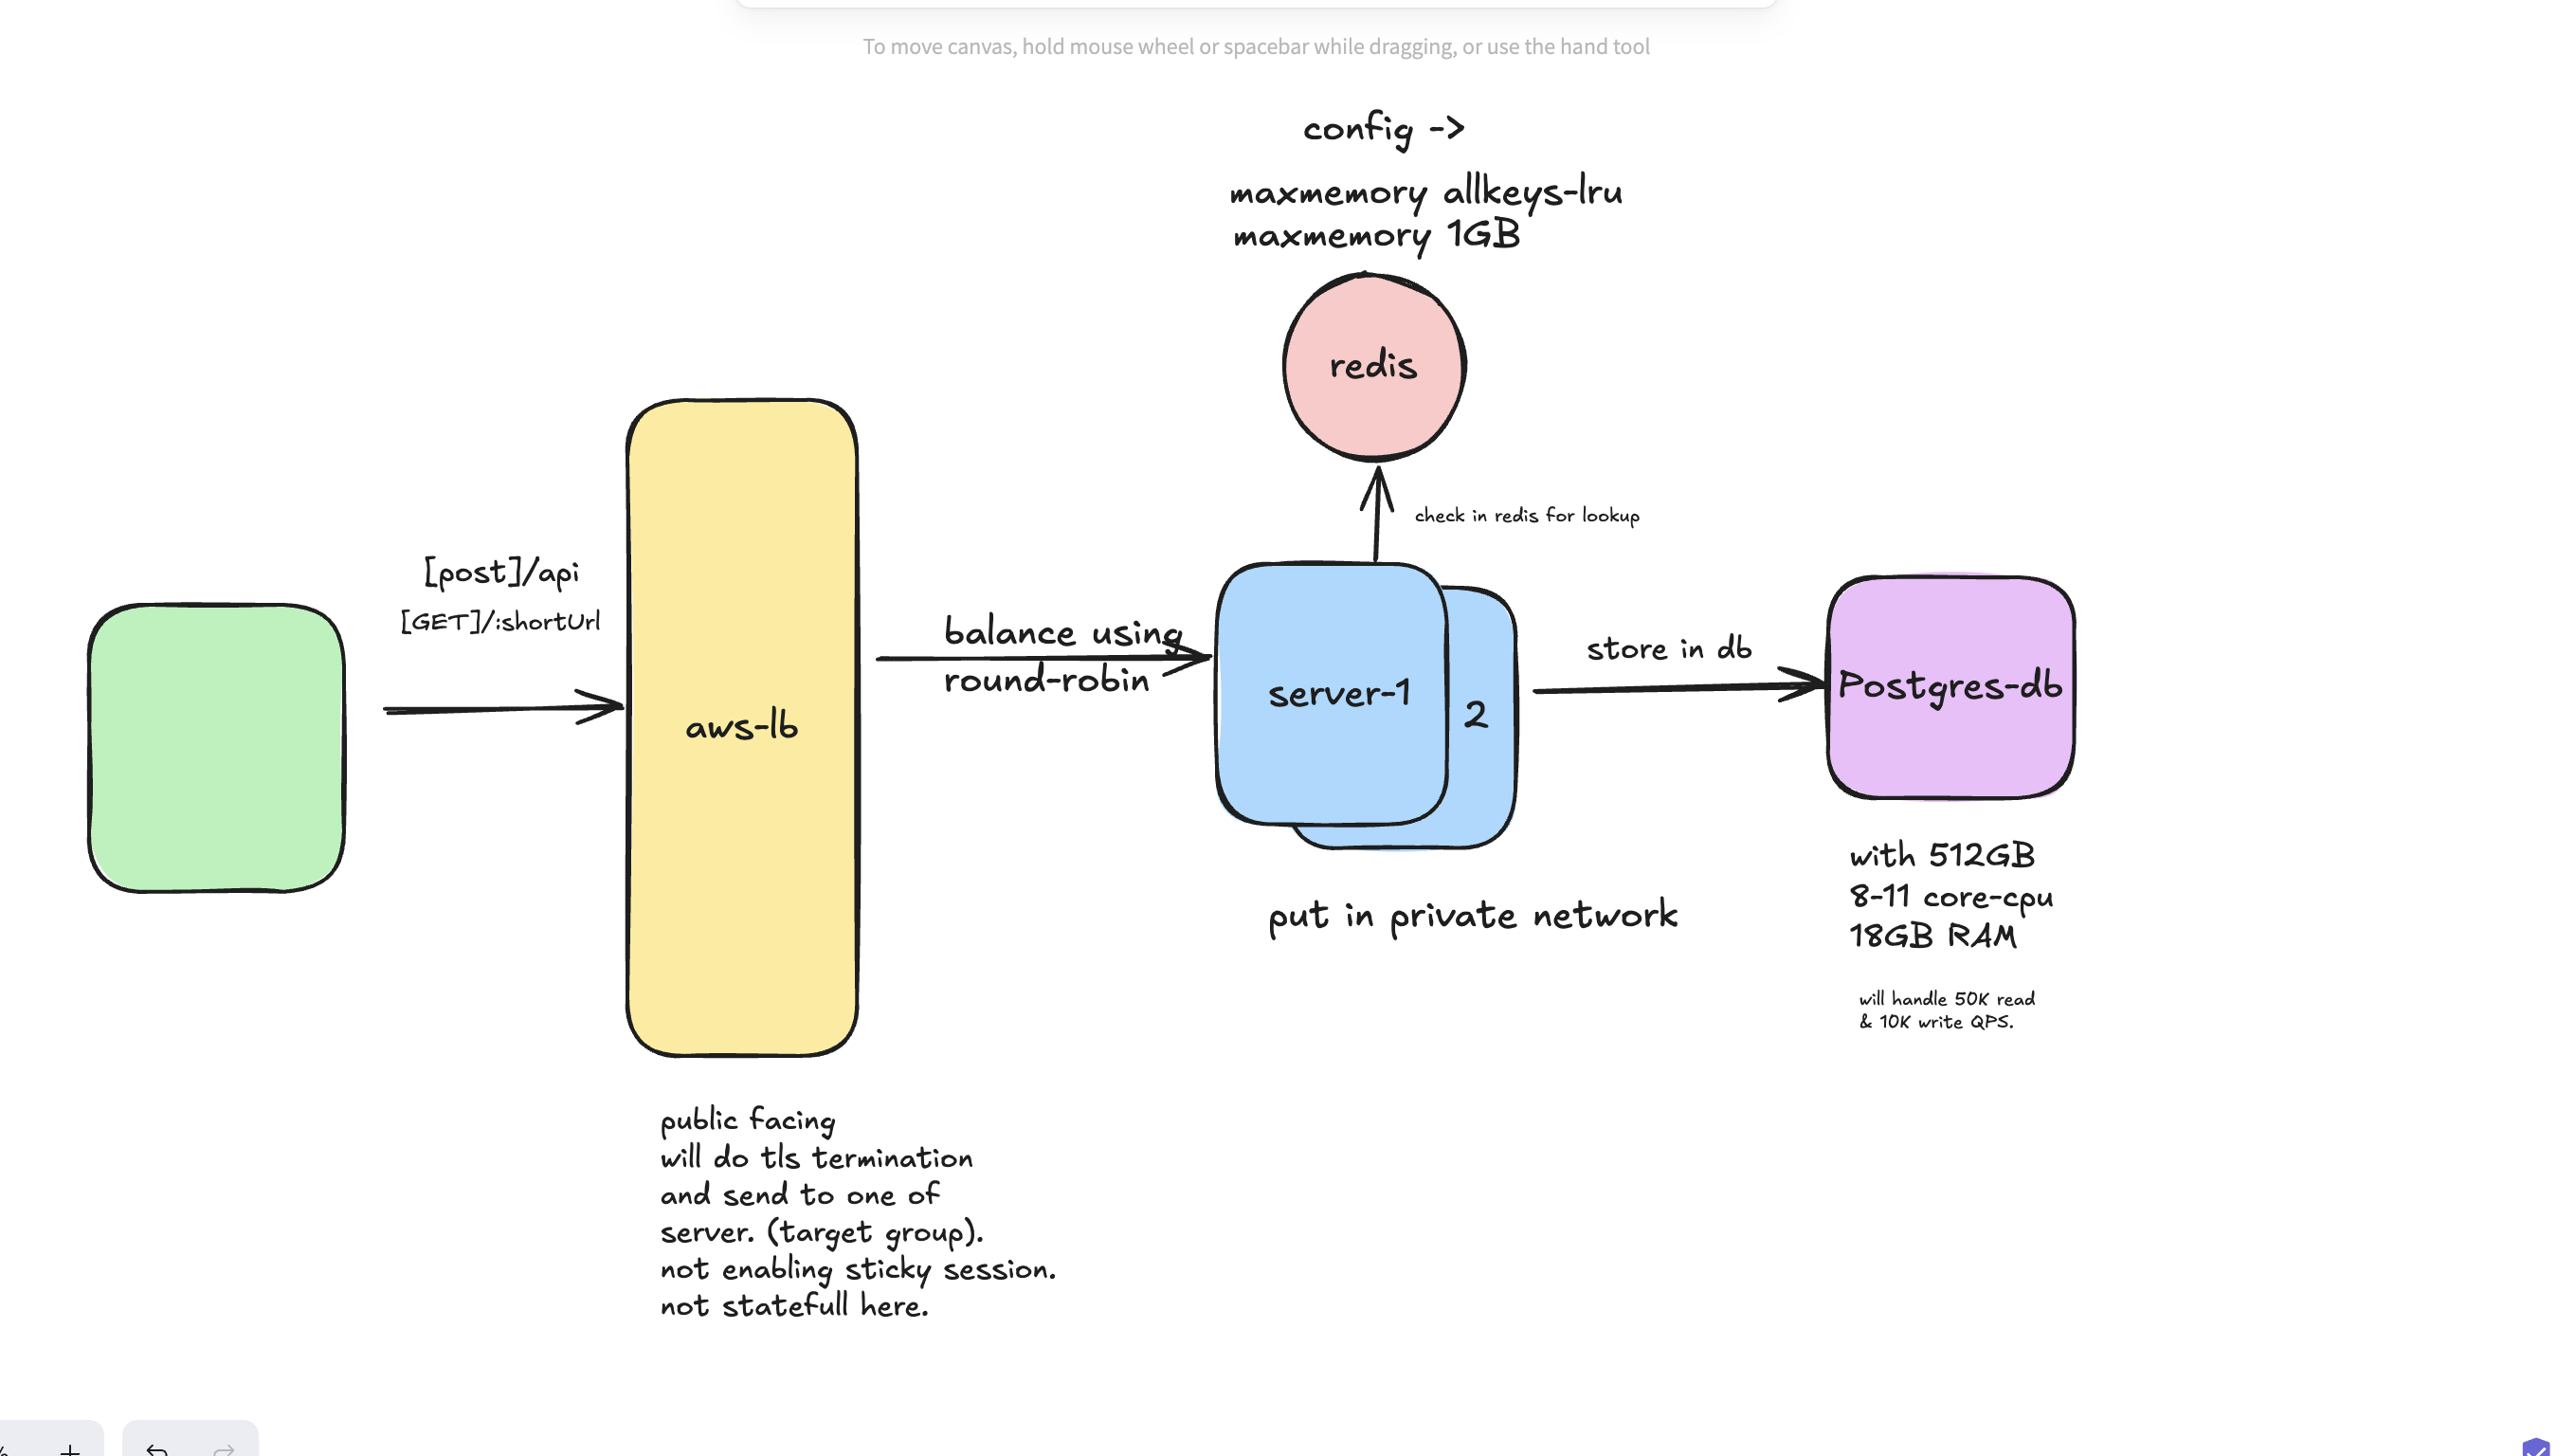 To move canvas, hold mouse wheel or spacebar while dragging, or use the hand tool
config ->
maxmemory allkeys-lru
maxmemory 1GB
redis
check in redis for lookup
[post]/api
[GET]/:shortUrl
aws-lb
balance using
round-robin
server-1
2
store in db
Postgres-db
put in private network
with 512GB
8-11 core-cpu
18GB RAM
will handle 50K read
& 10K write QPS.
public facing
will do tls termination
and send to one of
server. (target group).
not enabling sticky session.
not statefull here.